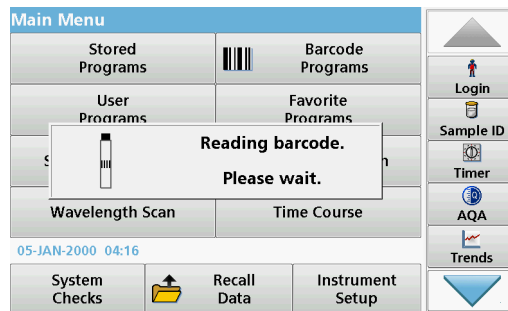 Main Menu
Stored
Programs
Barcode
Programs
User
Programs
Favorite
Programs
Reading barcode.
Please wait.
Wavelength Scan
Time Course
05-JAN-2000 04:16
System
Checks
Recall
Data
Instrument
Setup
Login
Sample ID
Timer
AQA
Trends